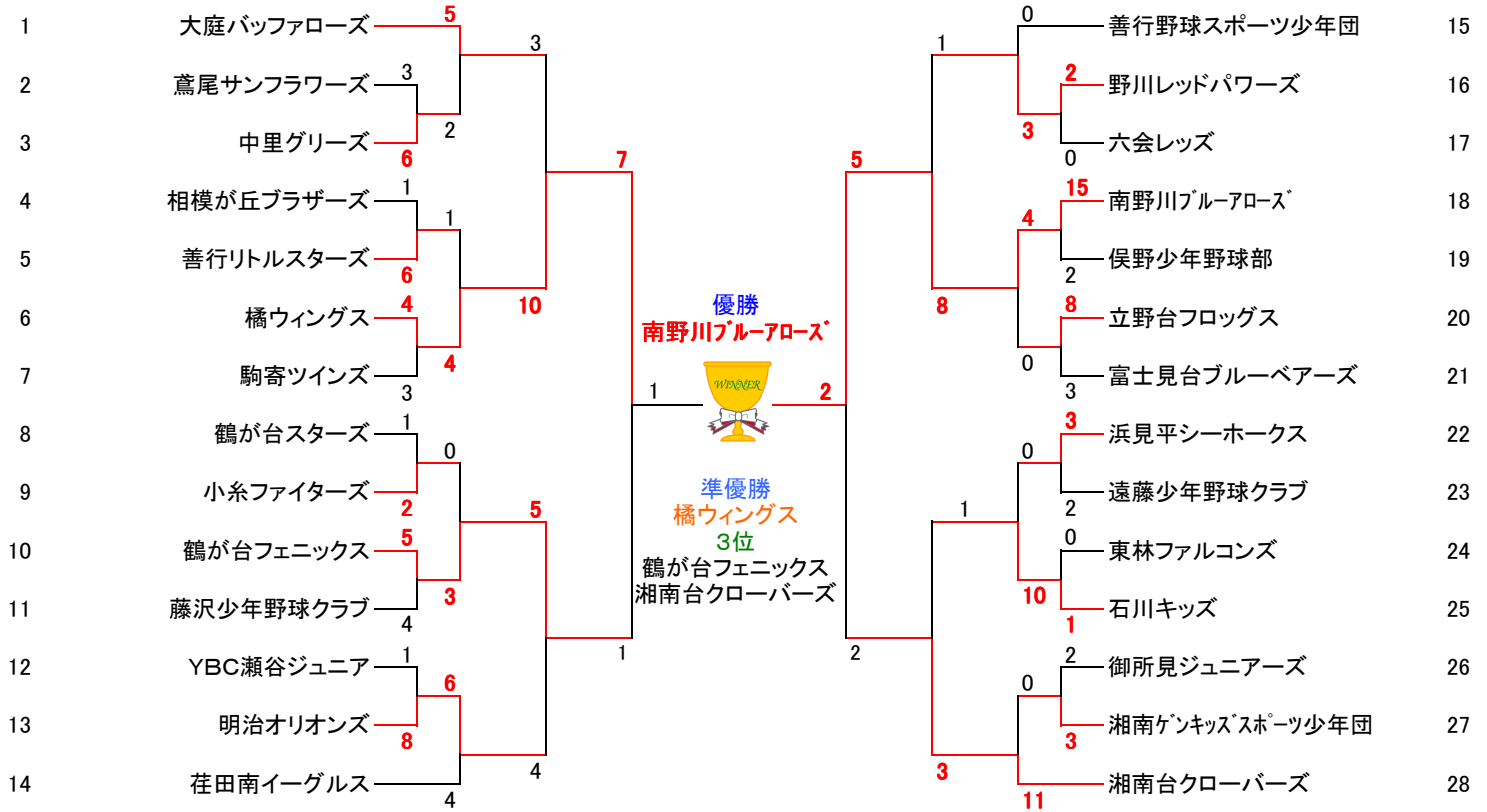 1 大庭バッファローズ 5
3
2 鳶尾サンフラワーズ 3
2
3 中里グリーズ 6
7
4 相模が丘ブラザーズ 1
1
5 善行リトルスターズ 6
10
6 橘ウィングス 4
4
7 駒寄ツインズ 3
1
8 鶴が台スターズ 1
0
9 小糸ファイターズ 2
5
10 鶴が台フェニックス 5
3
11 藤沢少年野球クラブ 4
1
12 YBC瀬谷ジュニア 1
6
13 明治オリオンズ 8
4
14 荏田南イーグルス 4
優勝
南野川ブルーアローズ
WINNER
準優勝
橘ウィングス
3位
鶴が台フェニックス
湘南台クローバーズ
0 善行野球スポーツ少年団 15
1
2 野川レッドパワーズ 16
3
0 六会レッズ 17
5
15 南野川ブルーアローズ 18
4
2 俣野少年野球部 19
8
8 立野台フロッグス 20
0
3 富士見台ブルーベアーズ 21
2
3 浜見平シーホークス 22
0
2 遠藤少年野球クラブ 23
1
0 東林ファルコンズ 24
10
1 石川キッズ 25
2
2 御所見ジュニアーズ 26
0
3 湘南ゲンキッズスポーツ少年団 27
3
11 湘南台クローバーズ 28